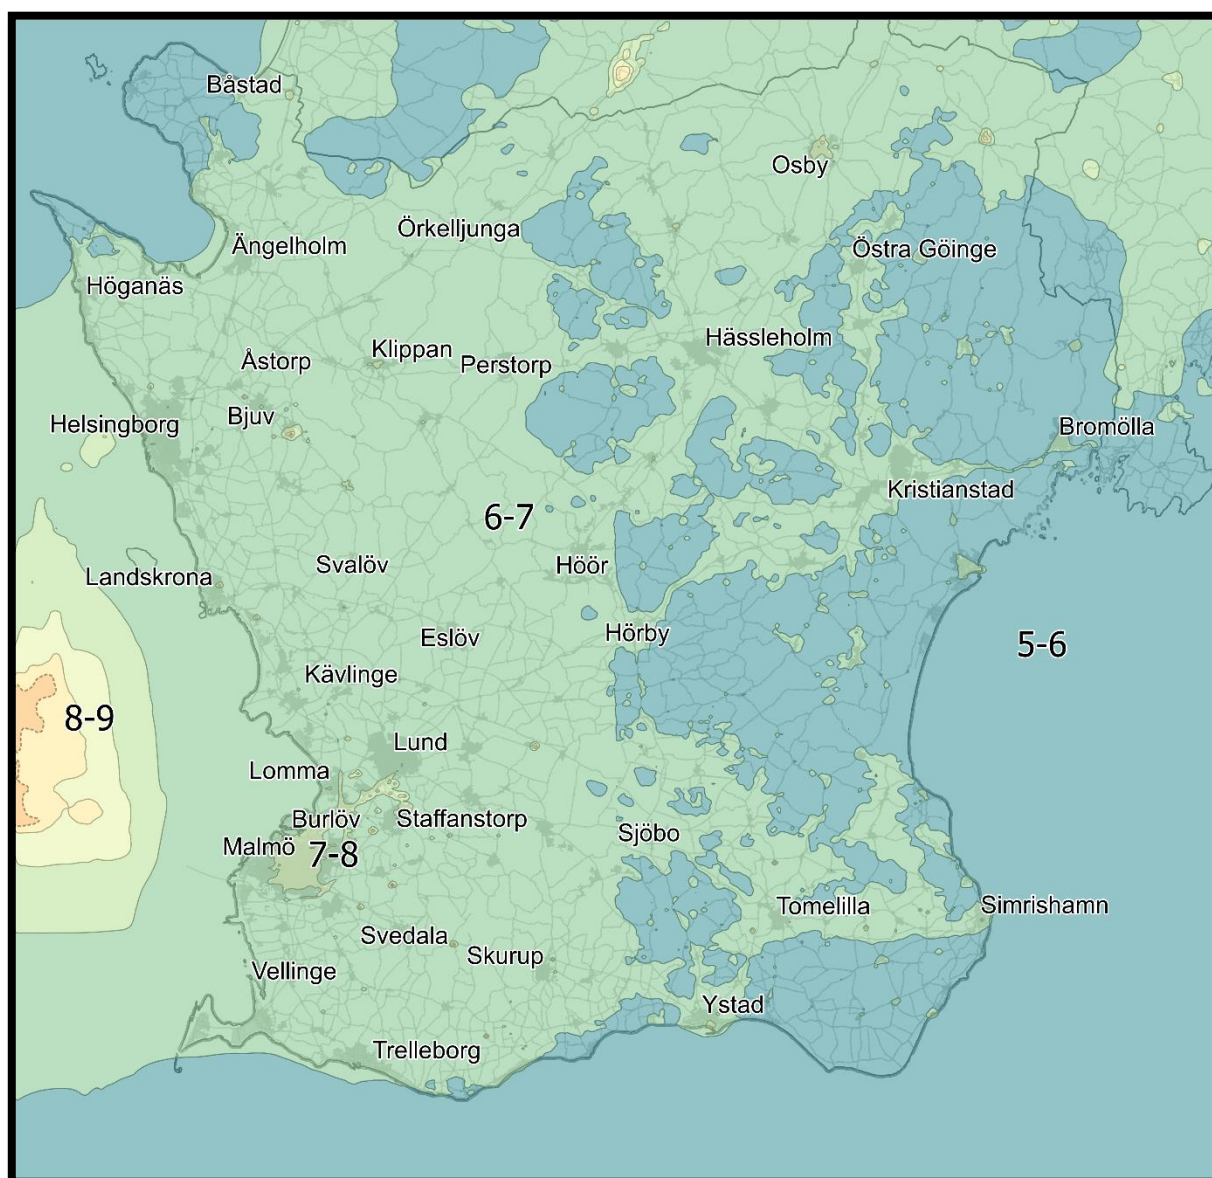 Båstad
Osby
Örkelljunga
Ängelholm
Östra Göinge
Höganäs
Hässleholm
Klippan
Åstorp
Perstorp
Bjuv
Helsingborg
Bromölla
Kristianstad
6-7
Svalöv
Höör
Landskrona
Eslöv
Hörby
5-6
Kävlinge
8-9
Lund
Lomma
Burlöv
Staffanstorp
Sjöbo
Malmö
7-8
Tomelilla
Simrishamn
Svedala
Skurup
Vellinge
Ystad
Trelleborg